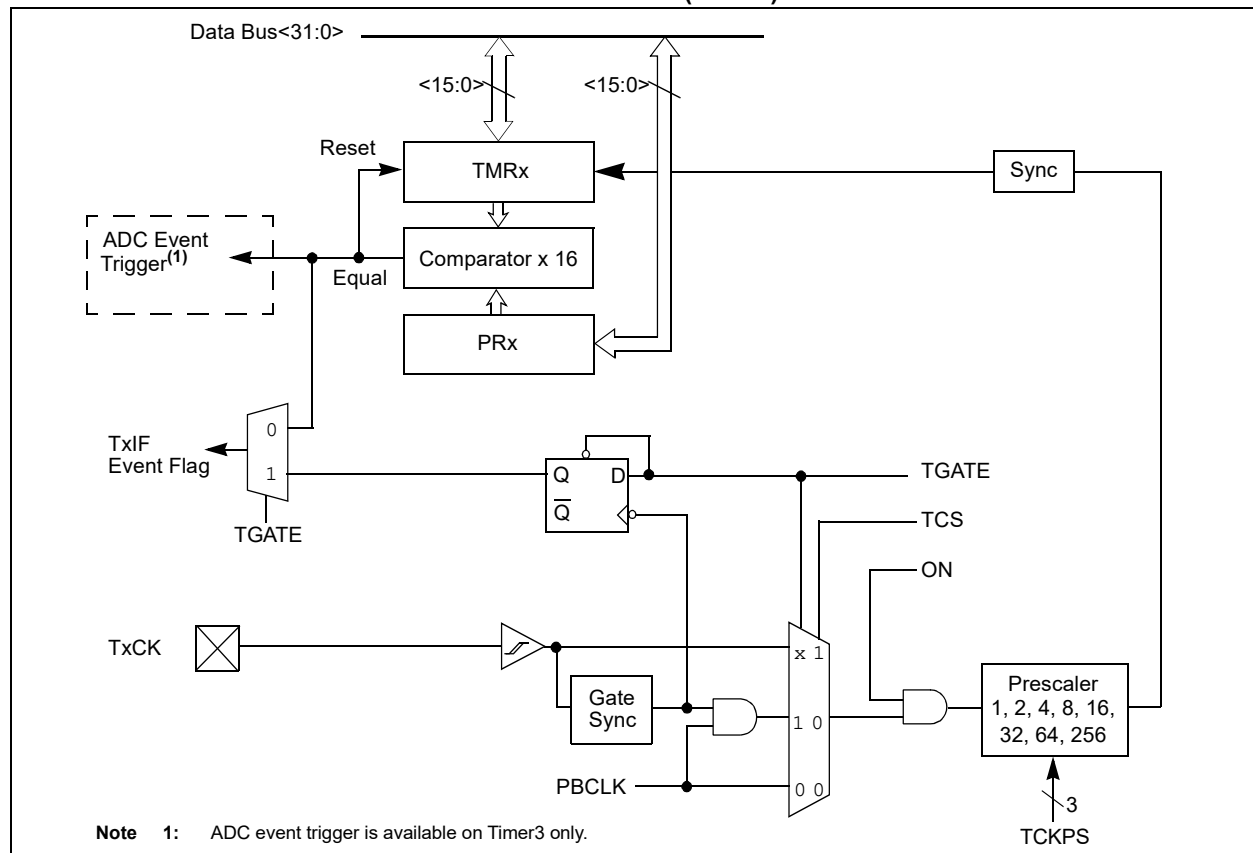 Data Bus<31:0>
<15:0>
<15:0>
Reset
TMRx
Sync
ADC Event
Trigger(1)
Equal
Comparator x 16
PRx
TxIF
Event Flag
0
1
TGATE
Q
D
Q
TGATE
TCS
ON
TxCK
x 1
Gate
Sync
1 0
Prescaler
1, 2, 4, 8, 16,
32, 64, 256
PBCLK
0 0
3
TCKPS
Note 1: ADC event trigger is available on Timer3 only.